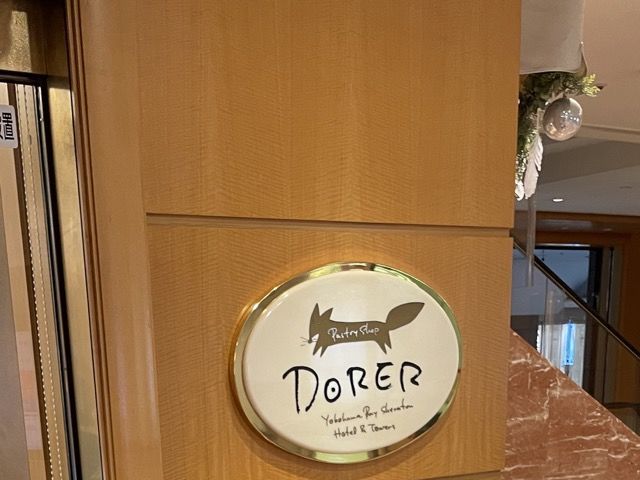 Pastry Shop
DORER
Yokohama Bay Sheraton
Hotel & Towers